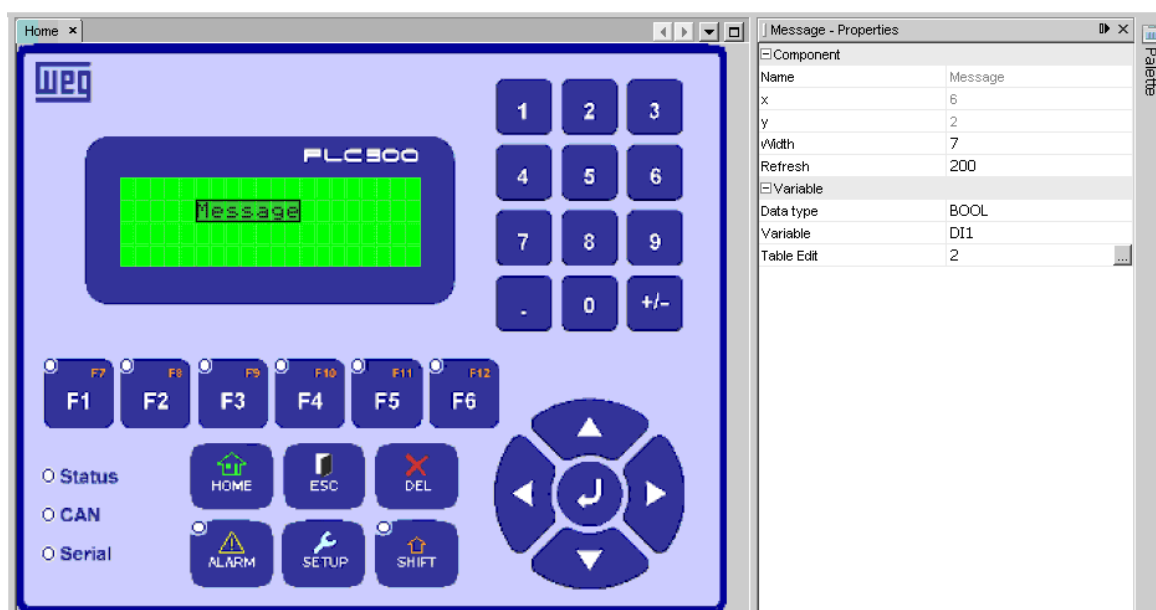 Home
weg
PLC300
Message
1 2 3
4 5 6
7 8 9
. 0 +/-
F7 F8 F9 F10 F11 F12
F1 F2 F3 F4 F5 F6
Status
CAN
Serial
HOME ESC DEL
ALARM SETUP SHIFT
Message - Properties
Component
Name Message
x 6
y 2
Width 7
Refresh 200
Variable
Data type BOOL
Variable DI1
Table Edit 2 ...
Palette